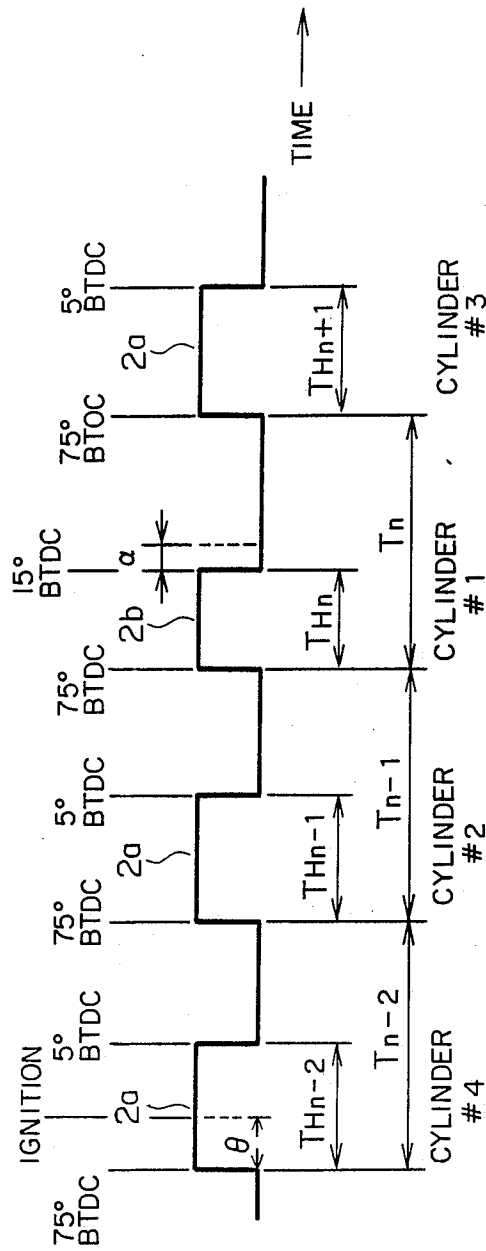 IGNITION
75°
BTDC
5°
BTDC
75°
BTDC
5°
BTDC
75°
BTDC
15°
BTDC
75°
BTOC
5°
BTDC
2a
2a
2b
2a
θ
α
TIME
THn-2
THn-1
THn
THn+1
Tn-2
Tn-1
Tn
CYLINDER
#4
CYLINDER
#2
CYLINDER
#1
CYLINDER
#3